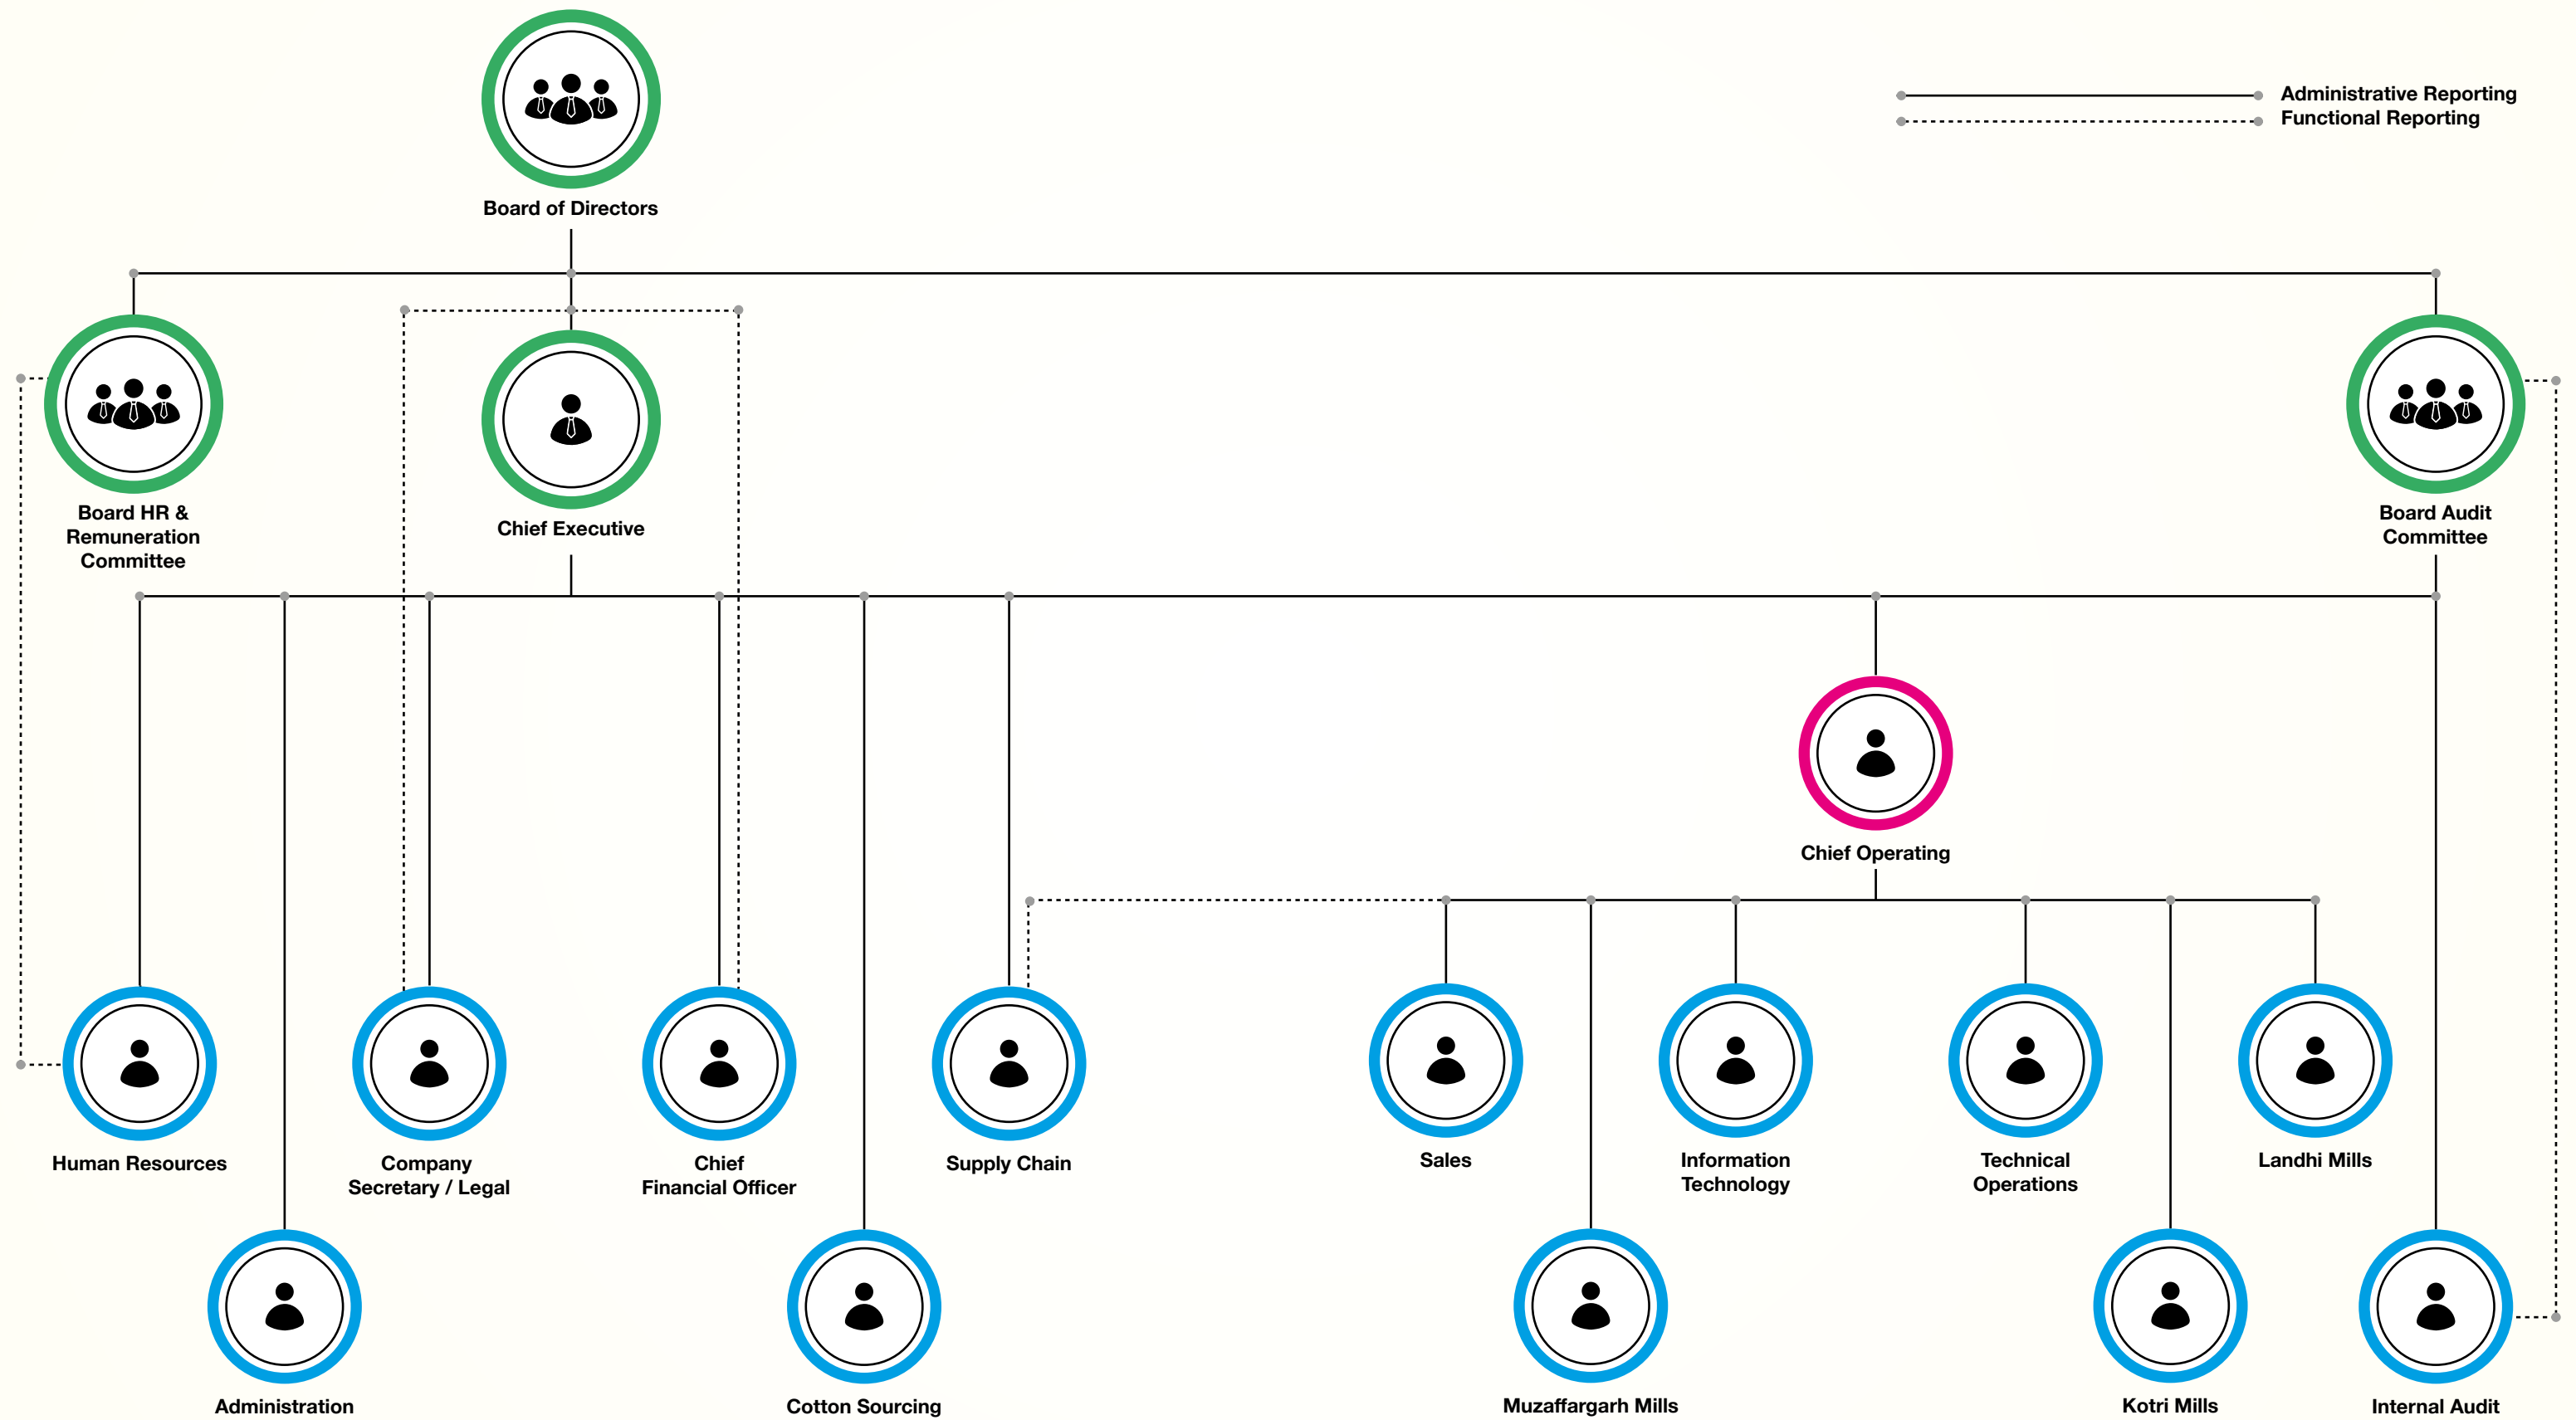 Administrative Reporting
Functional Reporting
Board of Directors
Board HR &
Remuneration
Committee
Chief Executive
Board Audit
Committee
Chief Operating
Human Resources
Company
Secretary / Legal
Chief
Financial Officer
Supply Chain
Sales
Information
Technology
Technical
Operations
Landhi Mills
Administration
Cotton Sourcing
Muzaffargarh Mills
Kotri Mills
Internal Audit